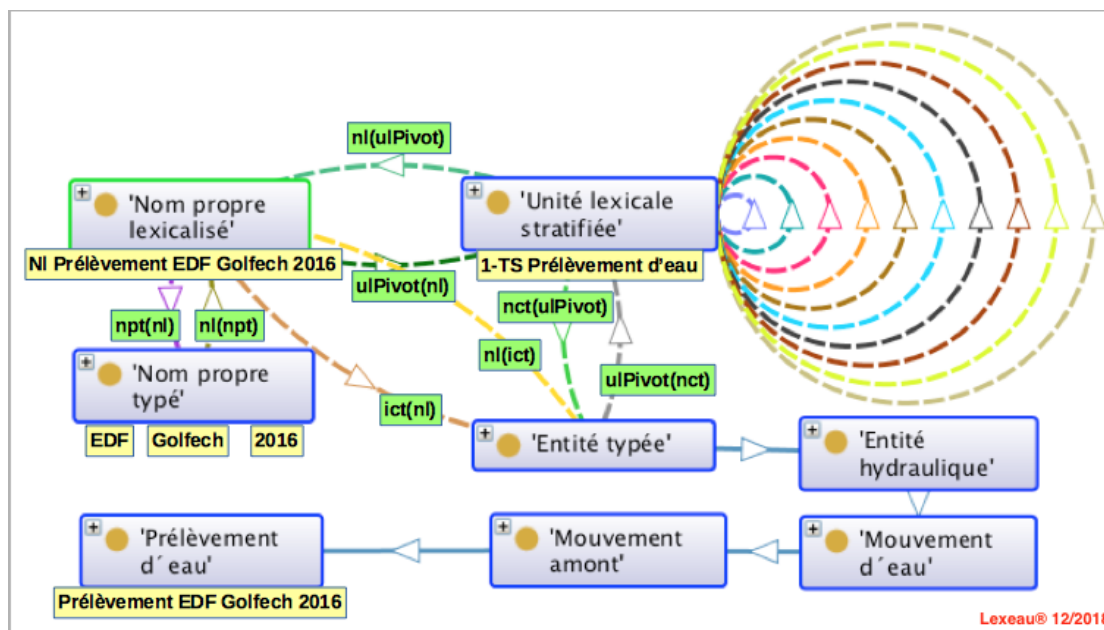 nl(ulPivot)
'Nom propre
lexicalisé'
'Unité lexicale
stratifiée'
Nl Prélèvement EDF Golfech 2016
1-TS Prélèvement d'eau
ulPivot(nl)
nct(ulPivot)
npt(nl)
nl(npt)
nl(ict)
ulPivot(nct)
'Nom propre
typé'
ict(nl)
EDF
Golfech
2016
'Entité typée'
'Entité
hydraulique'
'Prélèvement
d´eau'
'Mouvement
amont'
'Mouvement
d´eau'
Prélèvement EDF Golfech 2016
Lexeau® 12/2018